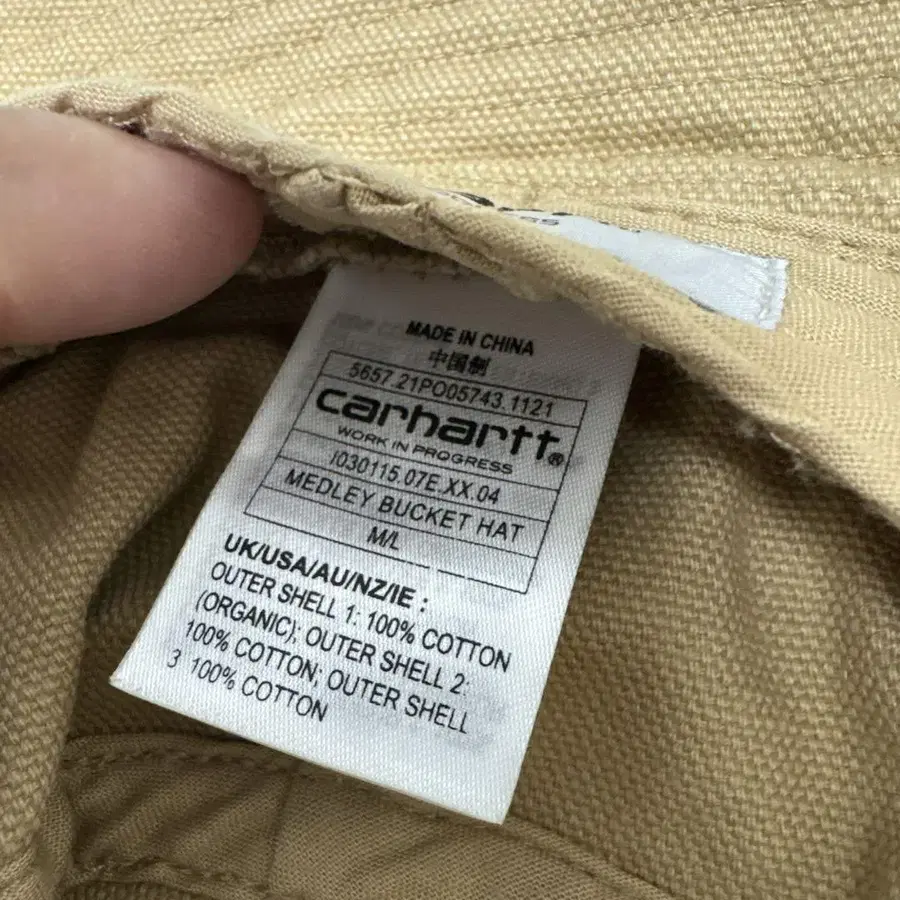 MADE IN CHINA
中国制
5657.21PO05743.1121
carhartt®
WORK IN PROGRESS
I030115.07E.XX.04
MEDLEY BUCKET HAT
M/L
UK/USA/AU/NZ/IE :
OUTER SHELL 1: 100% COTTON
(ORGANIC); OUTER SHELL 2:
100% COTTON; OUTER SHELL
3 100% COTTON